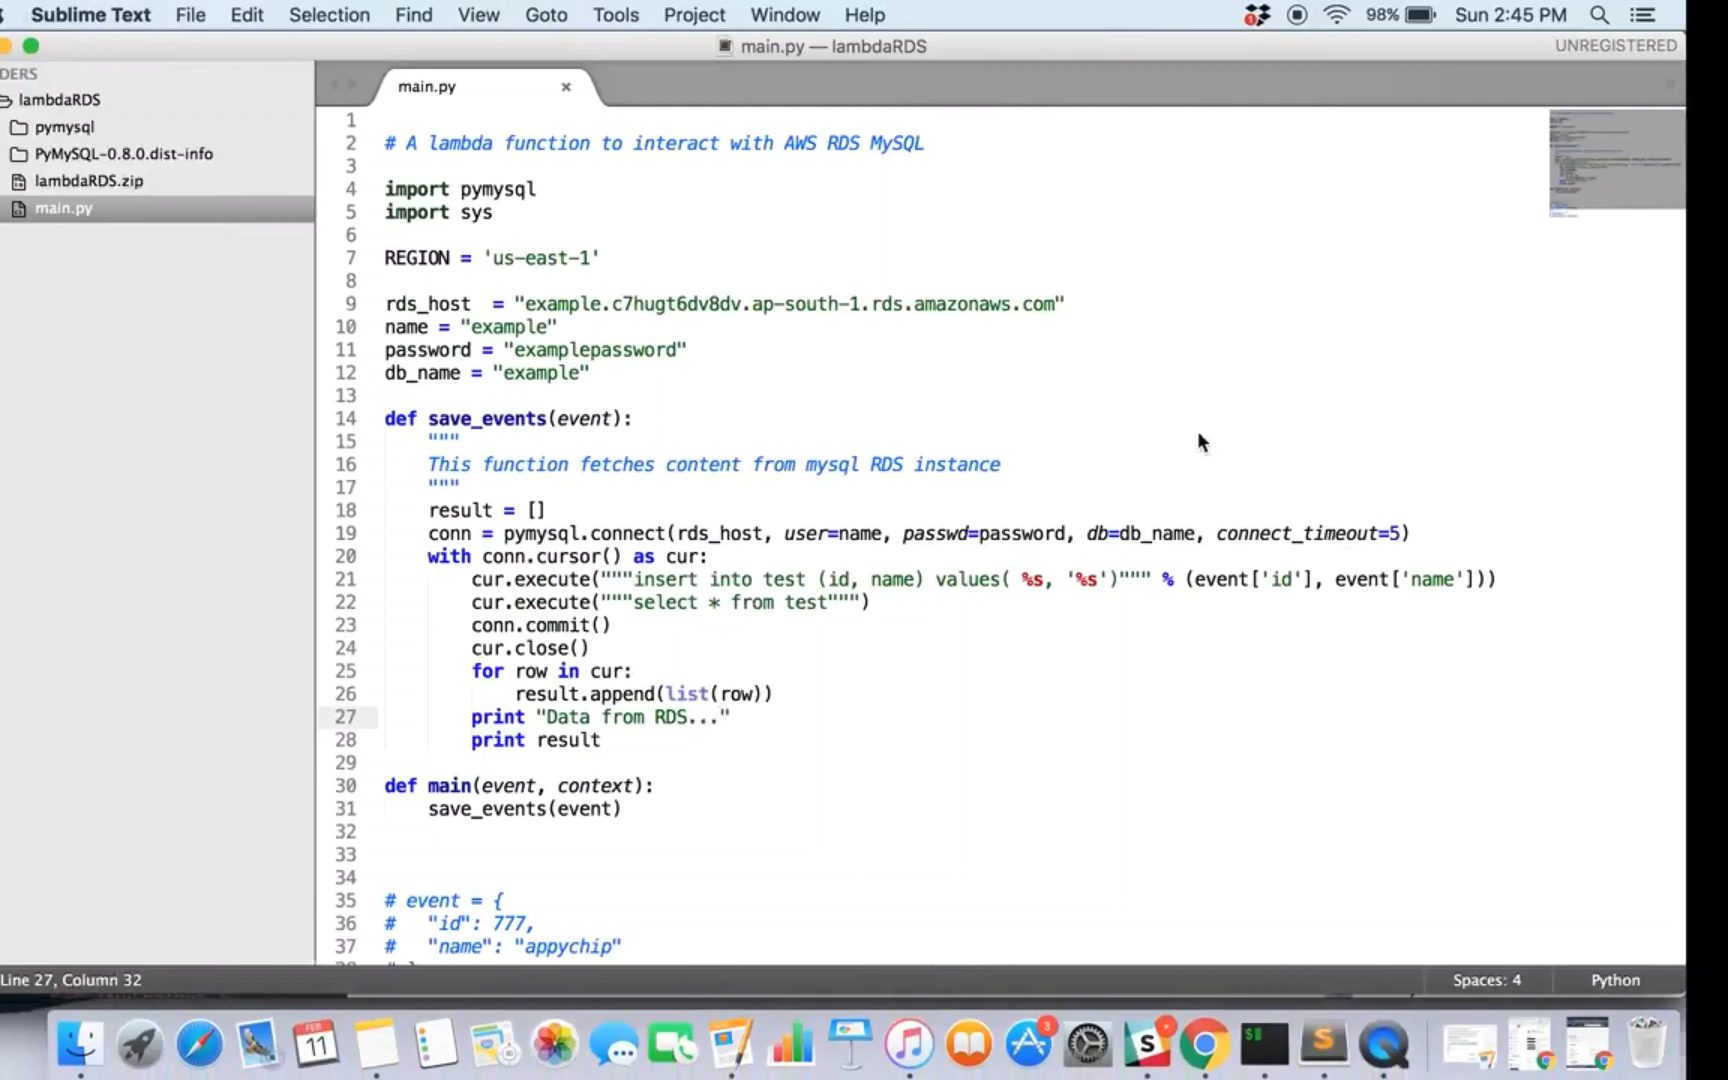 Sublime Text File Edit Selection Find View Goto Tools Project Window Help 98% Sun 2:45 PM
main.py — lambdaRDS UNREGISTERED
DERS
lambdaRDS
pymysql
PyMySQL-0.8.0.dist-info
lambdaRDS.zip
main.py
main.py ×
1
2 # A lambda function to interact with AWS RDS MySQL
3
4 import pymysql
5 import sys
6
7 REGION = 'us-east-1'
8
9 rds_host  = "example.c7hugt6dv8dv.ap-south-1.rds.amazonaws.com"
10 name = "example"
11 password = "examplepassword"
12 db_name = "example"
13
14 def save_events(event):
15     """
16     This function fetches content from mysql RDS instance
17     """
18     result = []
19     conn = pymysql.connect(rds_host, user=name, passwd=password, db=db_name, connect_timeout=5)
20     with conn.cursor() as cur:
21         cur.execute("""insert into test (id, name) values( %s, '%s')""" % (event['id'], event['name']))
22         cur.execute("""select * from test""")
23         conn.commit()
24         cur.close()
25         for row in cur:
26             result.append(list(row))
27         print "Data from RDS..."
28         print result
29
30 def main(event, context):
31     save_events(event)
32
33
34
35 # event = {
36 #   "id": 777,
37 #   "name": "appychip"
Line 27, Column 32 Spaces: 4 Python
FEB
11
3